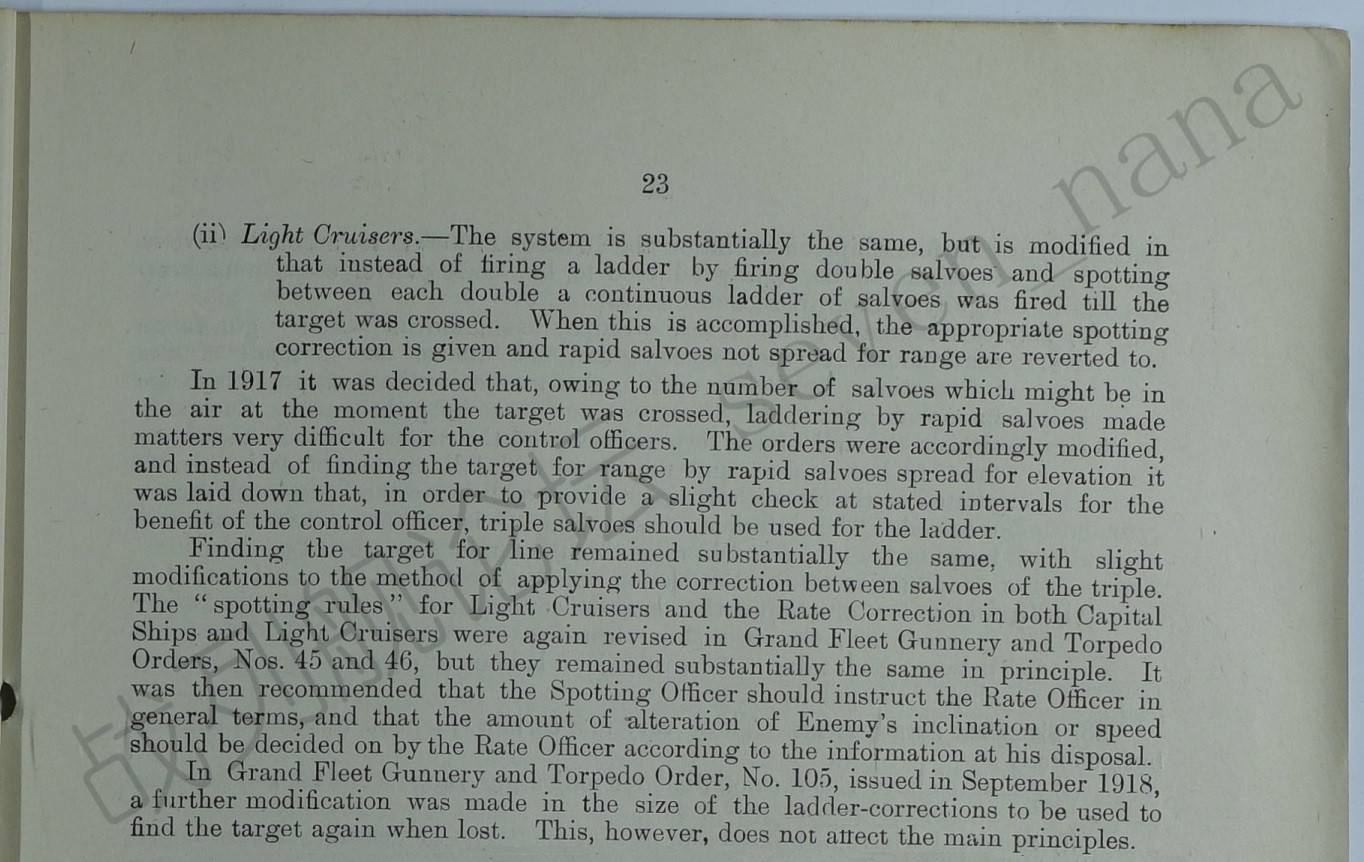 23
(ii) Light Cruisers.—The system is substantially the same, but is modified in
that instead of firing a ladder by firing double salvoes and spotting
between each double a continuous ladder of salvoes was fired till the
target was crossed. When this is accomplished, the appropriate spotting
correction is given and rapid salvoes not spread for range are reverted to.
In 1917 it was decided that, owing to the number of salvoes which might be in
the air at the moment the target was crossed, laddering by rapid salvoes made
matters very difficult for the control officers. The orders were accordingly modified,
and instead of finding the target for range by rapid salvoes spread for elevation it
was laid down that, in order to provide a slight check at stated intervals for the
benefit of the control officer, triple salvoes should be used for the ladder.
Finding the target for line remained substantially the same, with slight
modifications to the method of applying the correction between salvoes of the triple.
The “spotting rules” for Light Cruisers and the Rate Correction in both Capital
Ships and Light Cruisers were again revised in Grand Fleet Gunnery and Torpedo
Orders, Nos. 45 and 46, but they remained substantially the same in principle. It
was then recommended that the Spotting Officer should instruct the Rate Officer in
general terms, and that the amount of alteration of Enemy's inclination or speed
should be decided on by the Rate Officer according to the information at his disposal.
In Grand Fleet Gunnery and Torpedo Order, No. 105, issued in September 1918,
a further modification was made in the size of the ladder-corrections to be used to
find the target again when lost. This, however, does not affect the main principles.
战列舰论坛 seven_nana